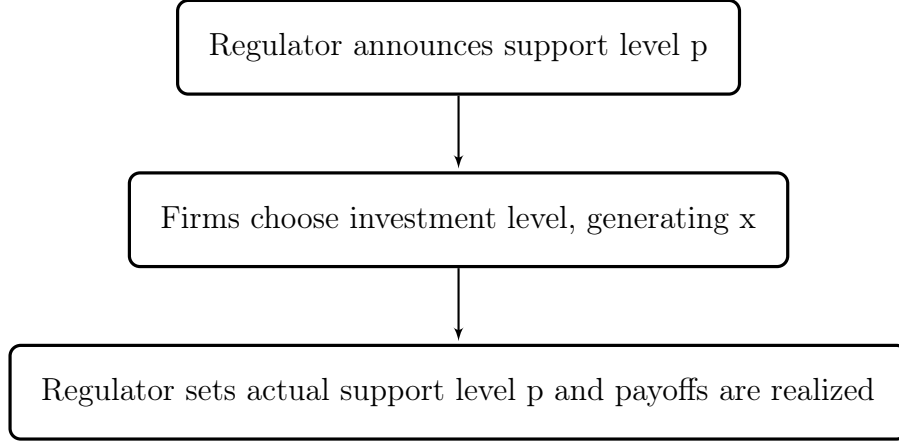 Regulator announces support level p
Firms choose investment level, generating x
Regulator sets actual support level p and payoffs are realized